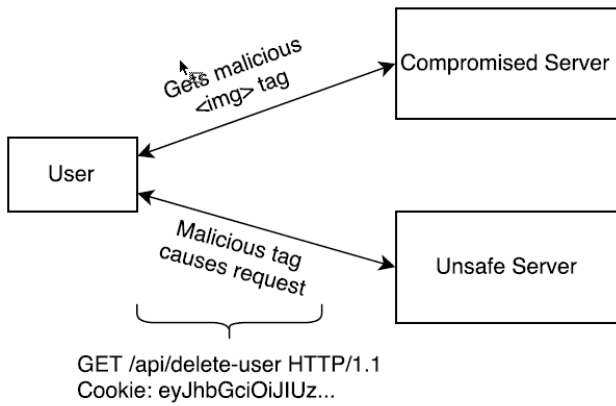 Gets malicious
<img> tag
Compromised Server
User
Malicious tag
causes request
Unsafe Server
GET /api/delete-user HTTP/1.1
Cookie: eyJhbGciOiJIUz...